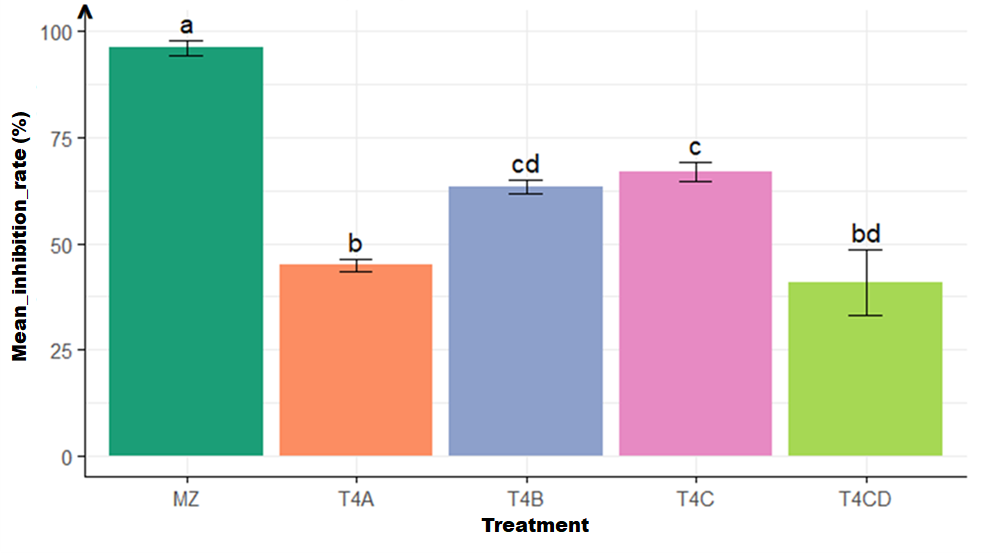 Mean_inhibition_rate (%)
100
75
50
25
0
a
b
cd
c
bd
MZ
T4A
T4B
T4C
T4CD
Treatment